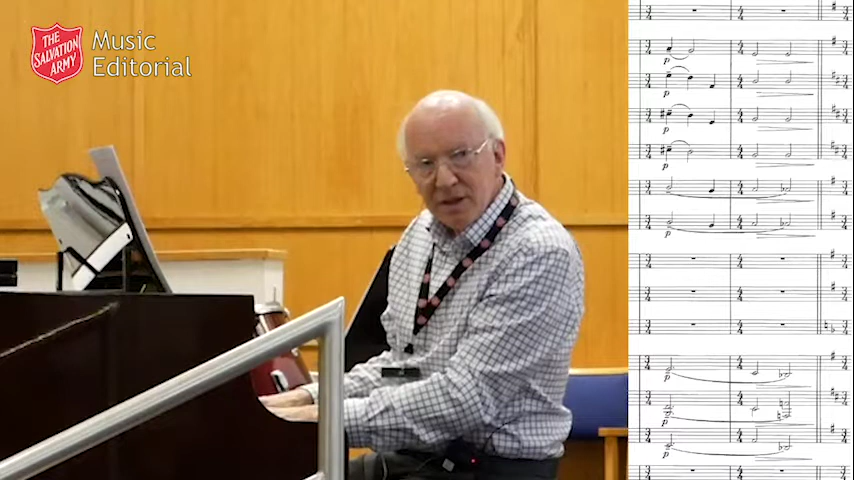 THE
SALVATION
ARMY
Music
Editorial